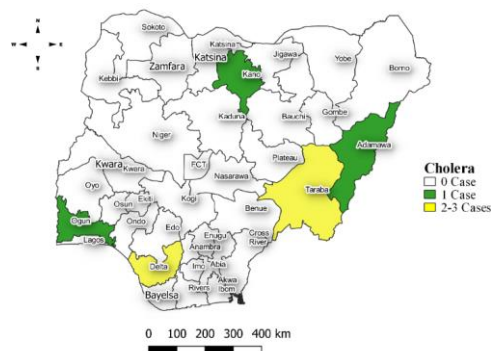 Sokoto
N
Katsina
Katsina
Jigawa
Yobe
W E
Zamfara
Kano
Borno
S
Kebbi
Kaduna
Bauchi
Gombe
Adamawa
Niger
Plateau
Kwara
Kwara
FCT
Nasarawa
Taraba
Cholera
0 Case
1 Case
2-3 Cases
Oyo
Ekiti
Kogi
Osun
Benue
Ogun
Ondo
Edo
Enugu
Cross
River
Lagos
Anambra
Delta
Imo
Abia
Akwa
Ibom
Bayelsa
Rivers
0 100 200 300 400 km